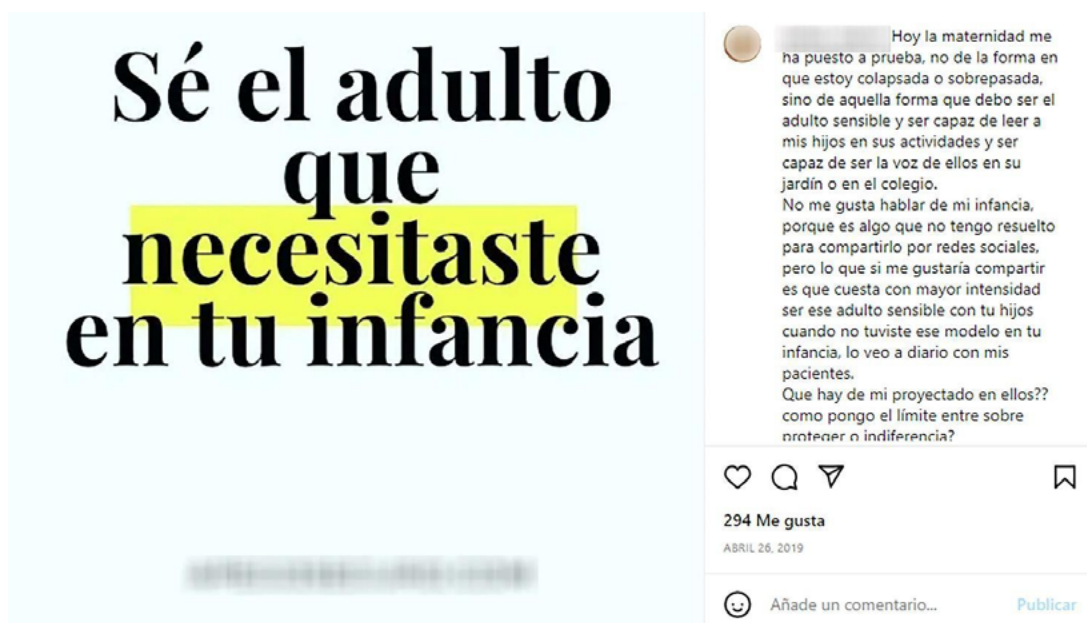 Sé el adulto
que
necesitaste
en tu infancia
Hoy la maternidad me
ha puesto a prueba, no de la forma en
que estoy colapsada o sobrepasada,
sino de aquella forma que debo ser el
adulto sensible y ser capaz de leer a
mis hijos en sus actividades y ser
capaz de ser la voz de ellos en su
jardín o en el colegio.
No me gusta hablar de mi infancia,
porque es algo que no tengo resuelto
para compartirlo por redes sociales,
pero lo que si me gustaría compartir
es que cuesta con mayor intensidad
ser ese adulto sensible con tu hijos
cuando no tuviste ese modelo en tu
infancia, lo veo a diario con mis
pacientes.
Que hay de mi proyectado en ellos??
como pongo el límite entre sobre
proteger o indiferencia?
294 Me gusta
ABRIL 26, 2019
Añade un comentario...
Publicar